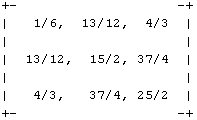 +-                         -+
|    1/6,   13/12,   4/3    |
|                           |
|  13/12,   15/2,  37/4   |
|                           |
|   4/3,    37/4,  25/2   |
+-                         -+